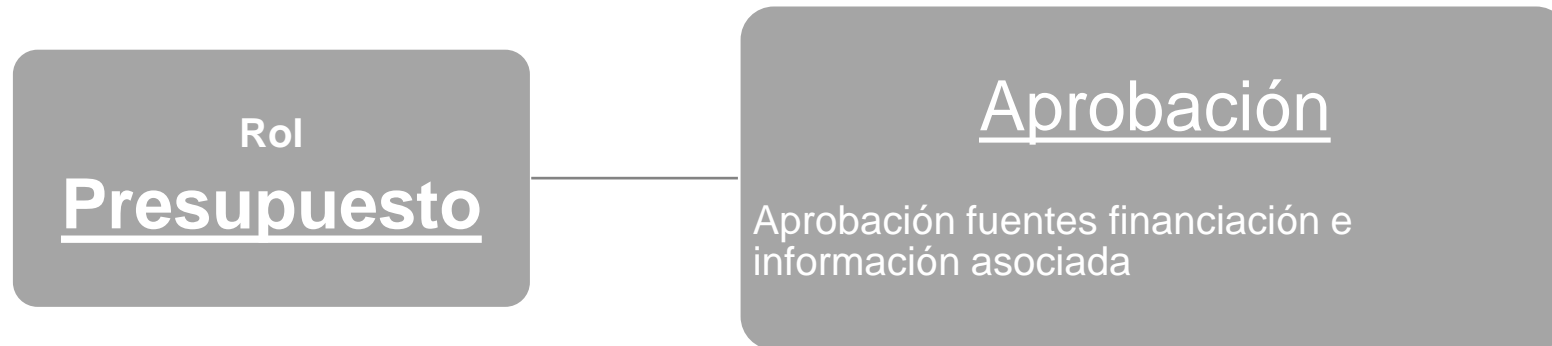 Rol
Presupuesto
Aprobación
Aprobación fuentes financiación e
información asociada